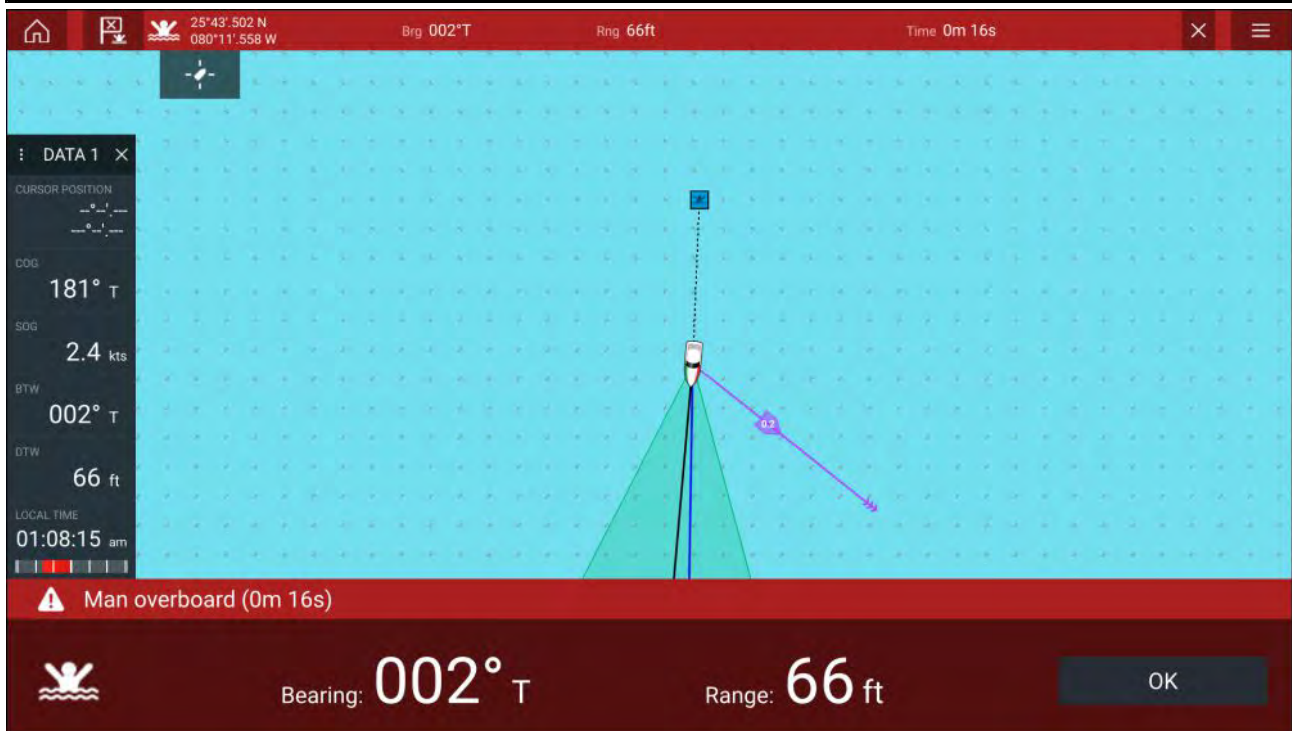 25°43'.502 N
080°11'.558 W
Brg 002°T
Rng 66ft
Time 0m 16s
DATA 1
CURSOR POSITION
--°--'.---
---°--'.---
COG
181° T
SOG
2.4 kts
BTW
002° T
DTW
66 ft
LOCAL TIME
01:08:15 am
0.2
Man overboard (0m 16s)
Bearing: 002° T
Range: 66 ft
OK